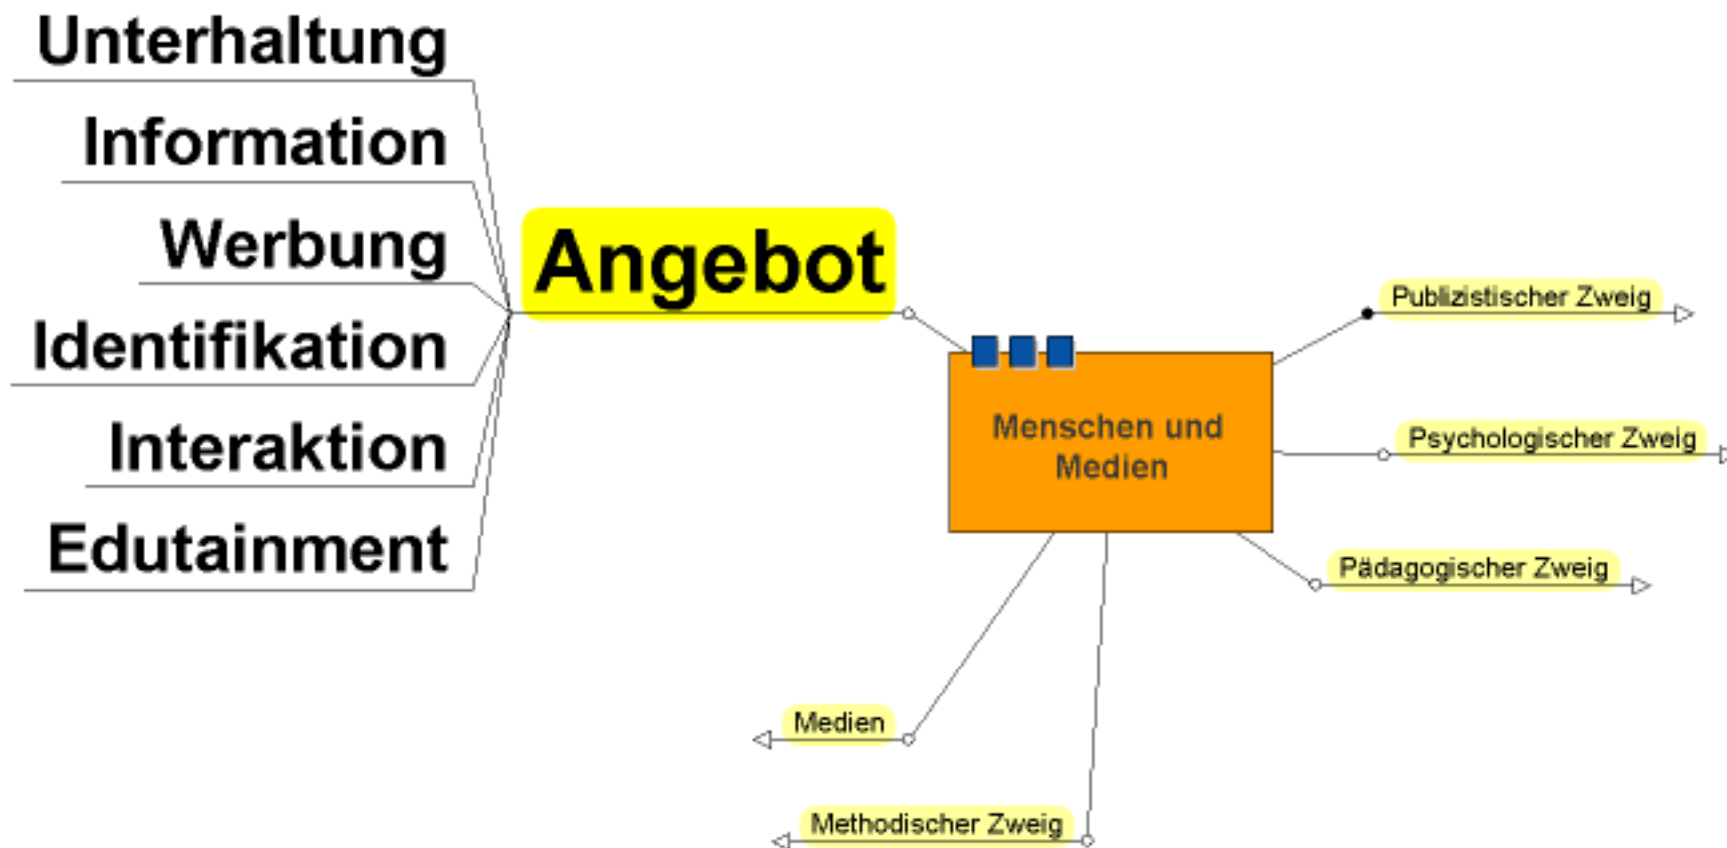 Unterhaltung
Information
Werbung
Identifikation
Interaktion
Edutainment
Angebot
Menschen und
Medien
Publizistischer Zweig
Psychologischer Zweig
Pädagogischer Zweig
Medien
Methodischer Zweig